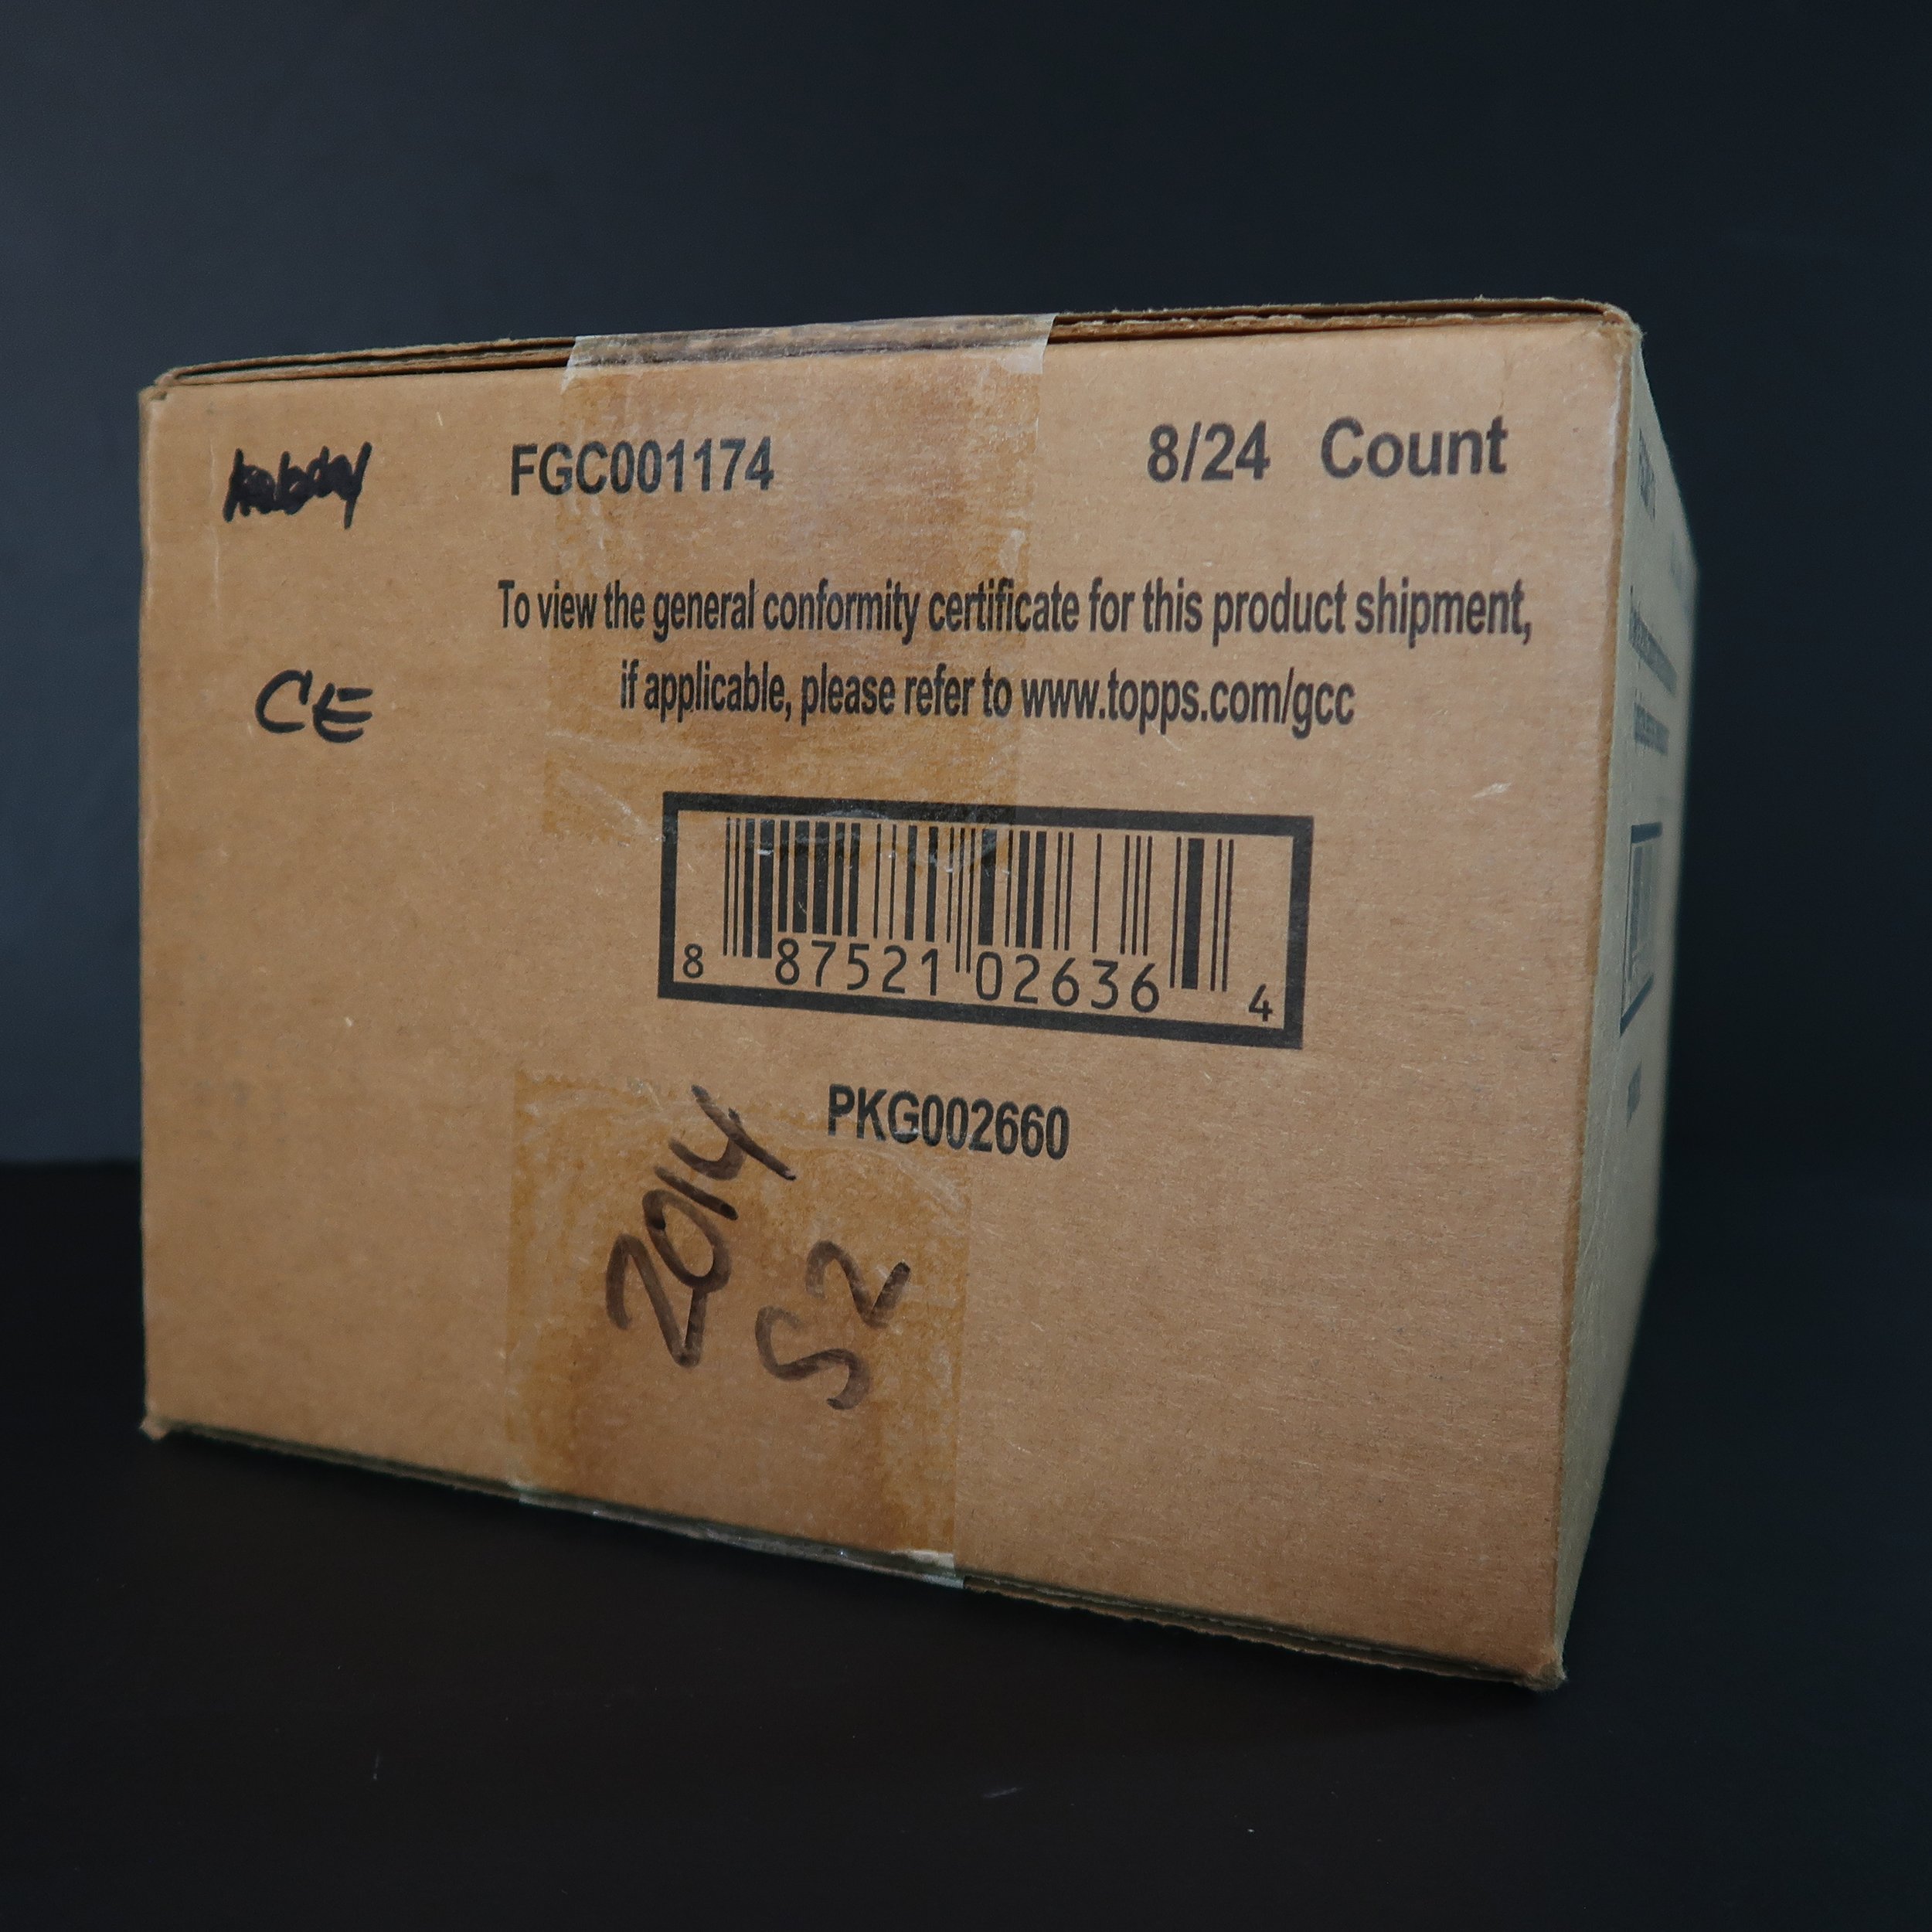 FGC001174 8/24 Count
To view the general conformity certificate for this product shipment,
if applicable, please refer to www.topps.com/gcc
CE
8 87521 02636 4
PKG002660
2014
S2